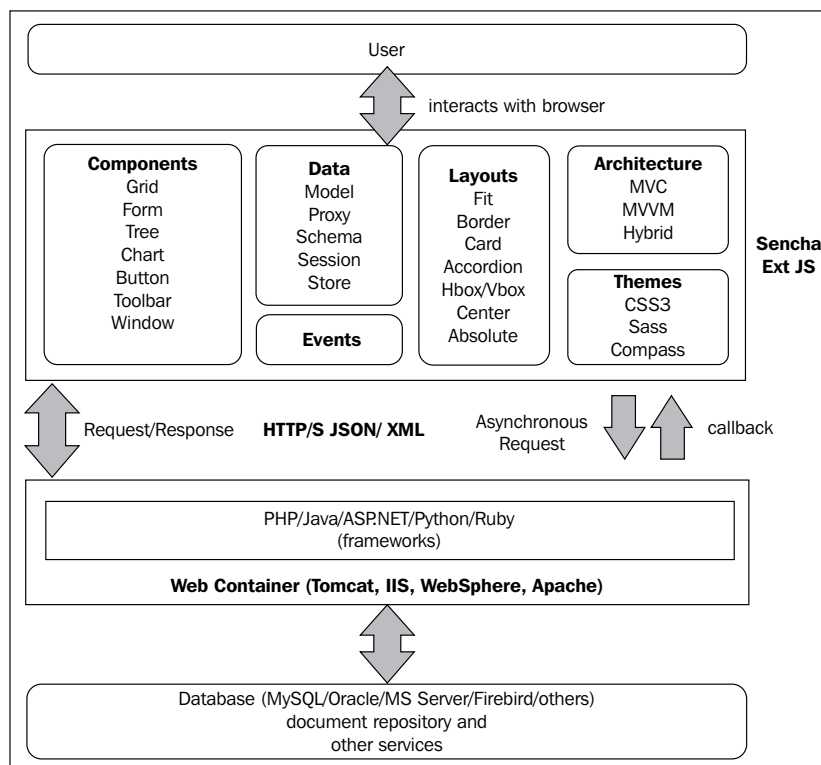 User
interacts with browser
Components
Grid
Form
Tree
Chart
Button
Toolbar
Window
Data
Model
Proxy
Schema
Session
Store
Events
Layouts
Fit
Border
Card
Accordion
Hbox/Vbox
Center
Absolute
Architecture
MVC
MVVM
Hybrid
Themes
CSS3
Sass
Compass
Sencha
Ext JS
Request/Response
HTTP/S JSON/ XML
Asynchronous
Request
callback
PHP/Java/ASP.NET/Python/Ruby
(frameworks)
Web Container (Tomcat, IIS, WebSphere, Apache)
Database (MySQL/Oracle/MS Server/Firebird/others)
document repository and
other services